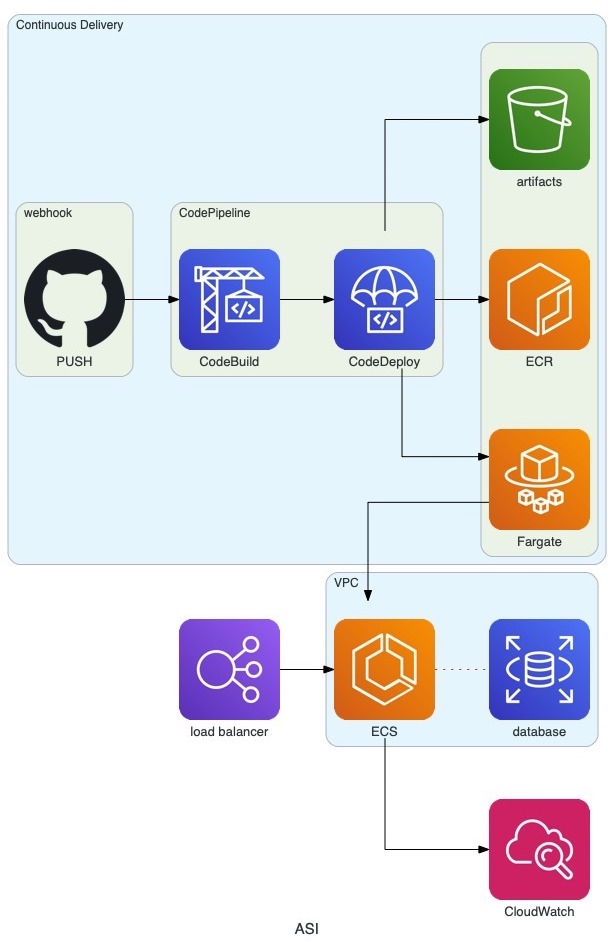 Continuous Delivery
artifacts
webhook
CodePipeline
</>
</>
PUSH
CodeBuild
CodeDeploy
ECR
Fargate
VPC
load balancer
ECS
database
CloudWatch
ASI